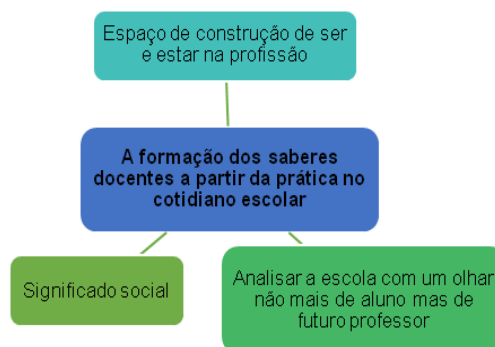 Espaço de construção de ser
e estar na profissão
A formação dos saberes
docentes a partir da prática no
cotidiano escolar
Significado social
Analisar a escola com um olhar
não mais de aluno mas de
futuro professor